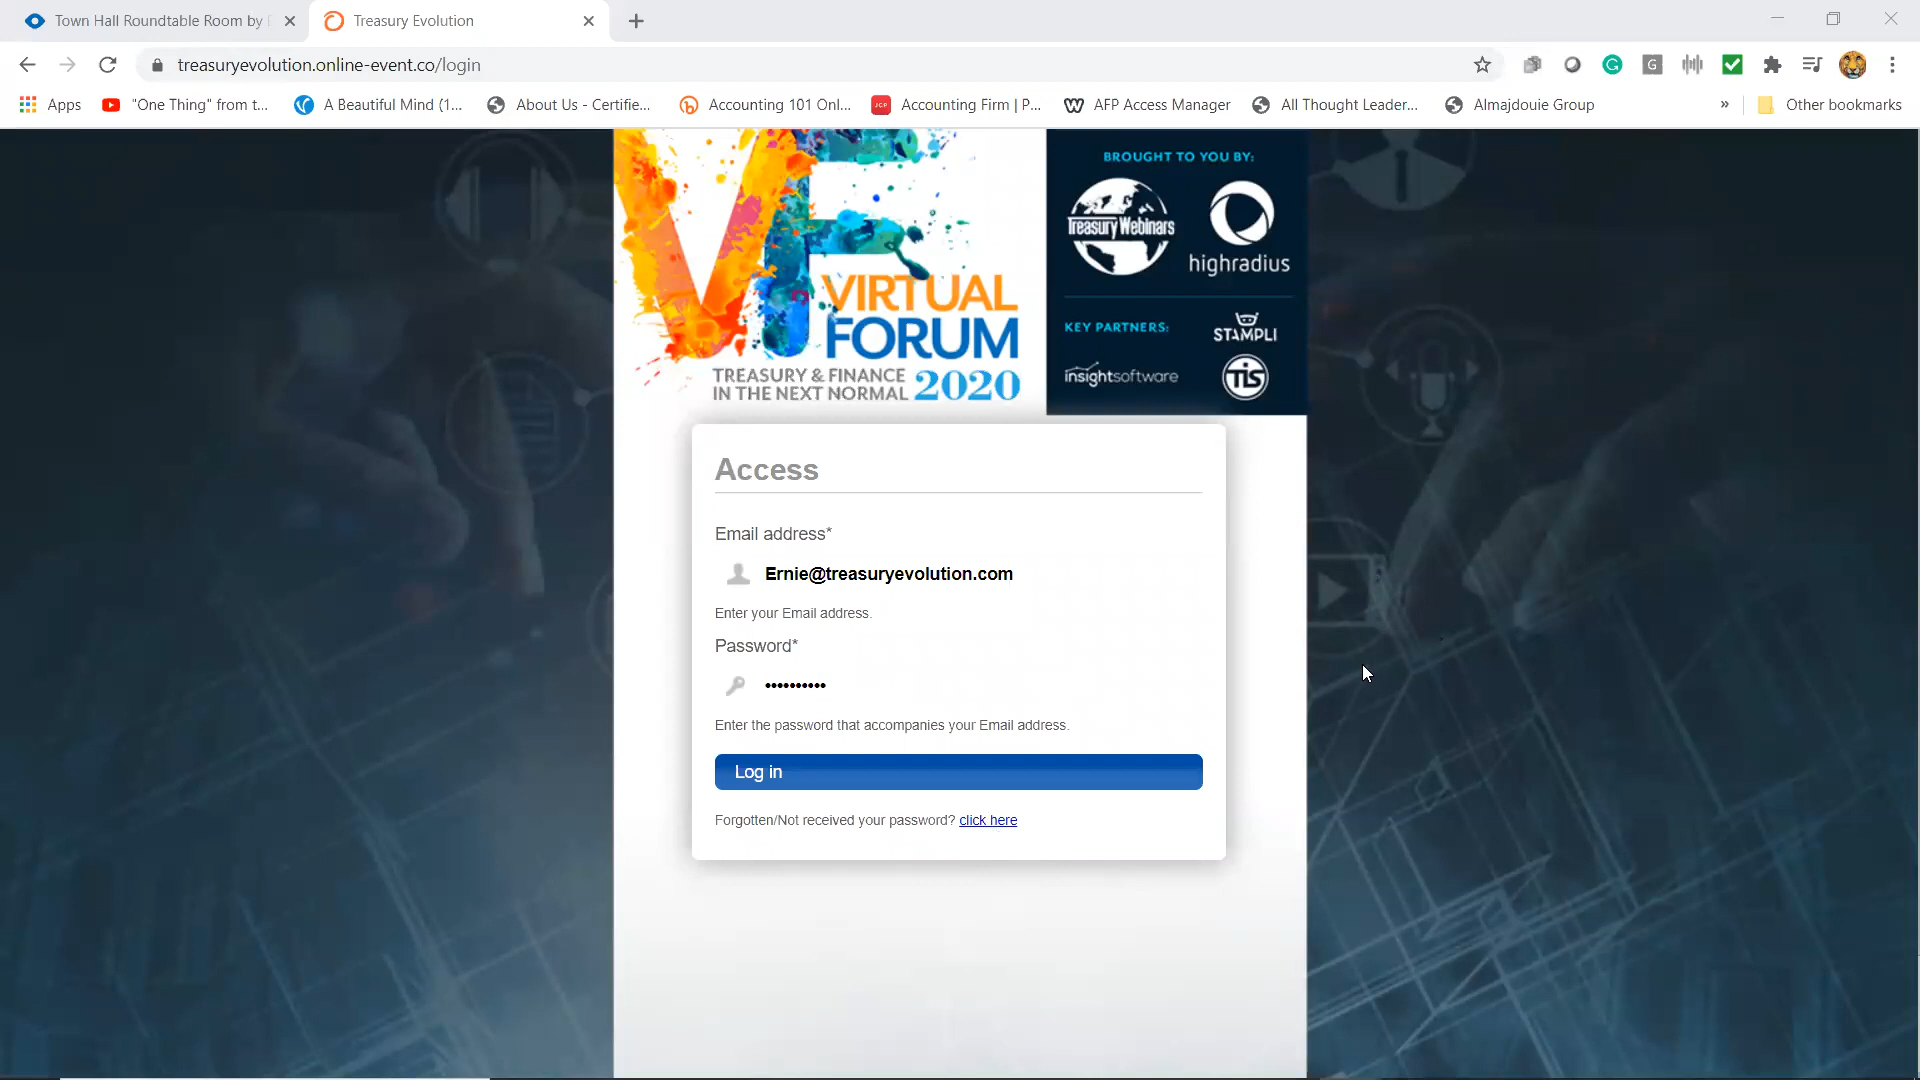 Town Hall Roundtable Room by
Treasury Evolution
treasuryevolution.online-event.co/login
Apps
"One Thing" from t...
A Beautiful Mind (1...
About Us - Certifie...
Accounting 101 Onl...
JCP
Accounting Firm | P...
AFP Access Manager
All Thought Leader...
Almajdouie Group
»
Other bookmarks
VF
VIRTUAL
FORUM
TREASURY & FINANCE
IN THE NEXT NORMAL 2020
BROUGHT TO YOU BY:
Treasury Webinars
highradius
KEY PARTNERS:
STAMPLI
insightsoftware
TIS
Access
Email address*
Ernie@treasuryevolution.com
Enter your Email address.
Password*
••••••••••
Enter the password that accompanies your Email address.
Log in
Forgotten/Not received your password? click here